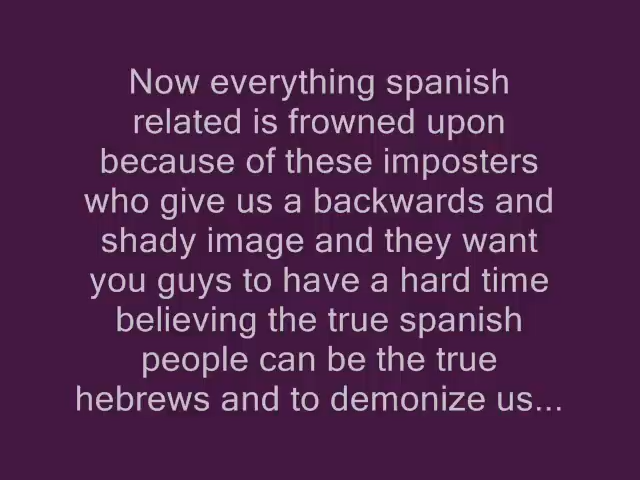 Now everything spanish
related is frowned upon
because of these imposters
who give us a backwards and
shady image and they want
you guys to have a hard time
believing the true spanish
people can be the true
hebrews and to demonize us...